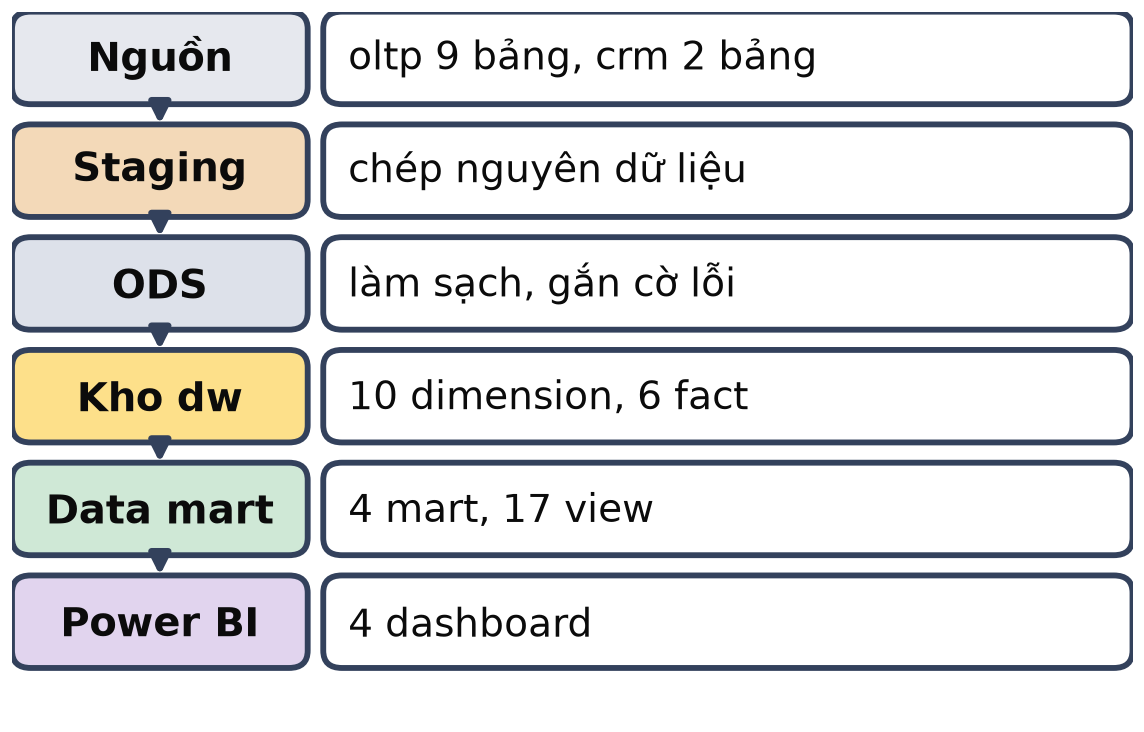 Nguồn
oltp 9 bảng, crm 2 bảng
Staging
chép nguyên dữ liệu
ODS
làm sạch, gắn cờ lỗi
Kho dw
10 dimension, 6 fact
Data mart
4 mart, 17 view
Power BI
4 dashboard